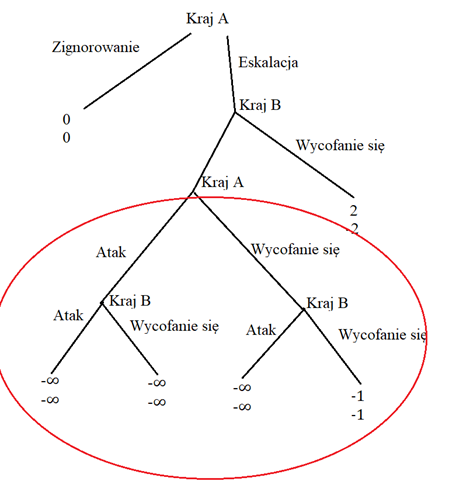 Kraj A
Zignorowanie
Eskalacja
0
0
Kraj B
Wycofanie się
2
-2
Kraj A
Atak
Wycofanie się
Kraj B
Kraj B
Atak
Wycofanie się
Atak
Wycofanie się
-∞
-∞
-∞
-∞
-∞
-∞
-1
-1